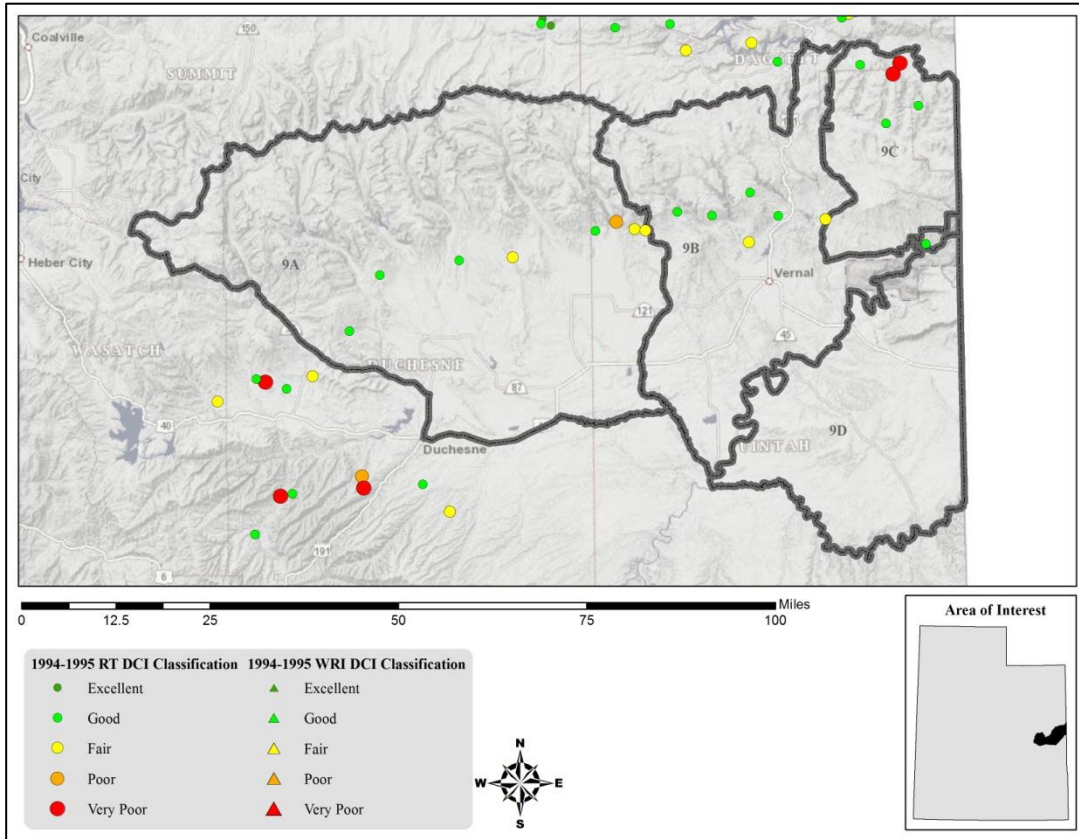 Coalville
150
SUMMIT
DAGGETT
9C
City
Heber City
9A
9B
Vernal
121
45
WASATCH
DUCHESNE
87
40
Duchesne
UINTAH
9D
191
6
Miles
0 12.5 25 50 75 100
Area of Interest
1994-1995 RT DCI Classification 1994-1995 WRI DCI Classification
Excellent Excellent
Good Good
Fair Fair
Poor Poor
Very Poor Very Poor
N
W E
S